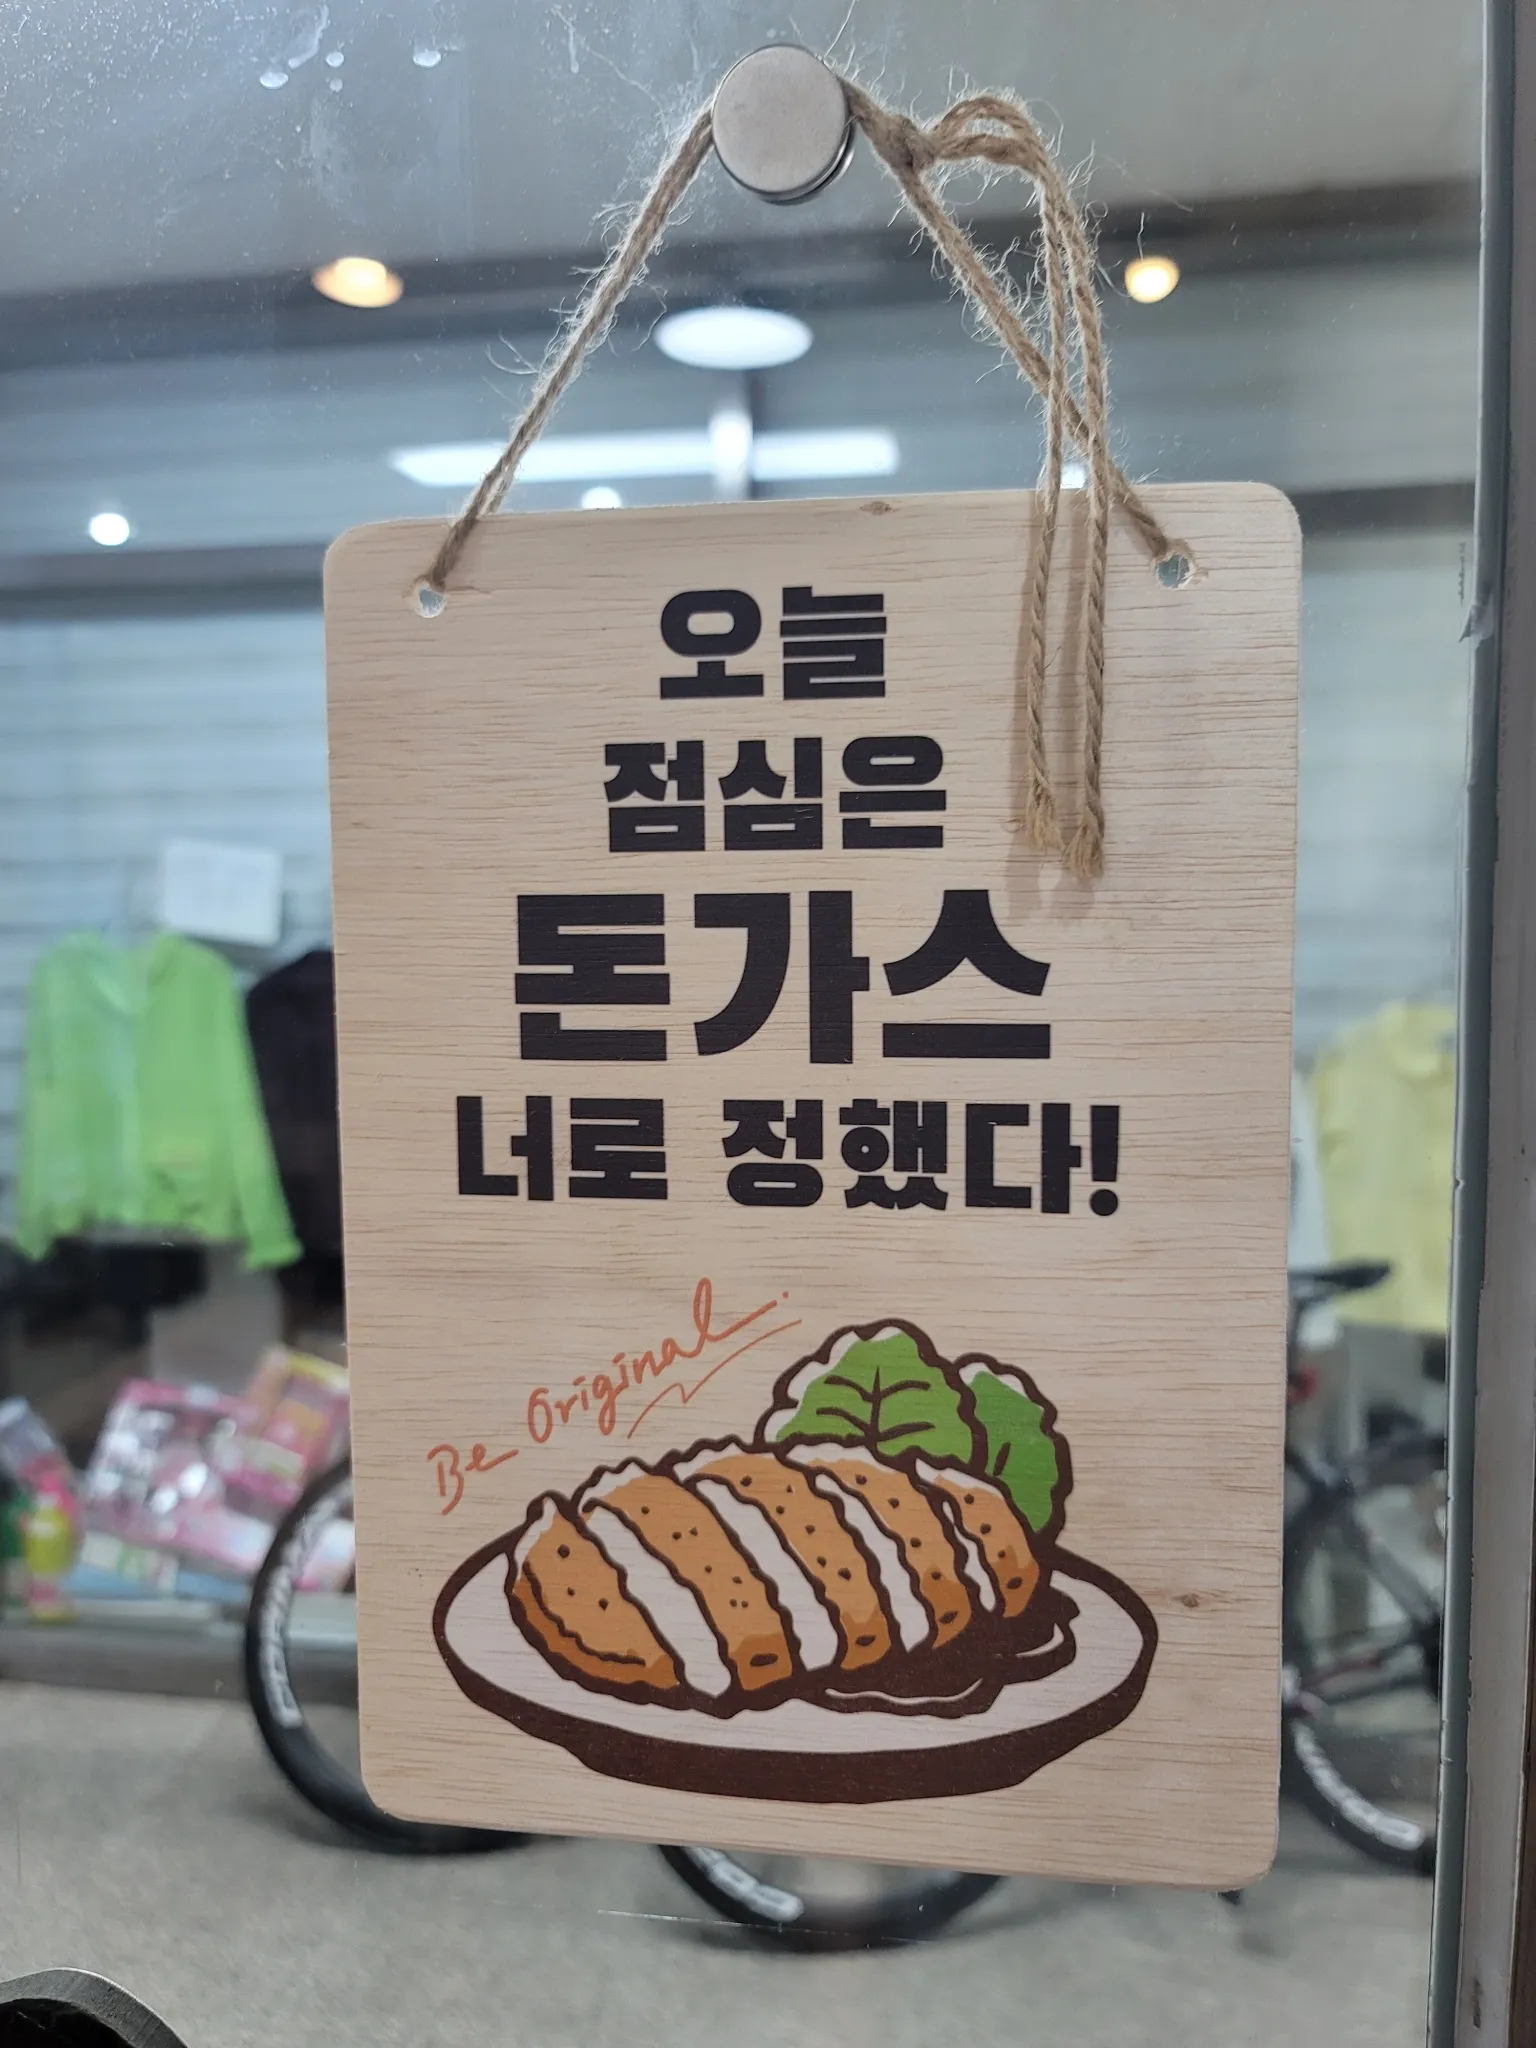 오늘
점심은
돈가스
너로 정했다!
Be Original